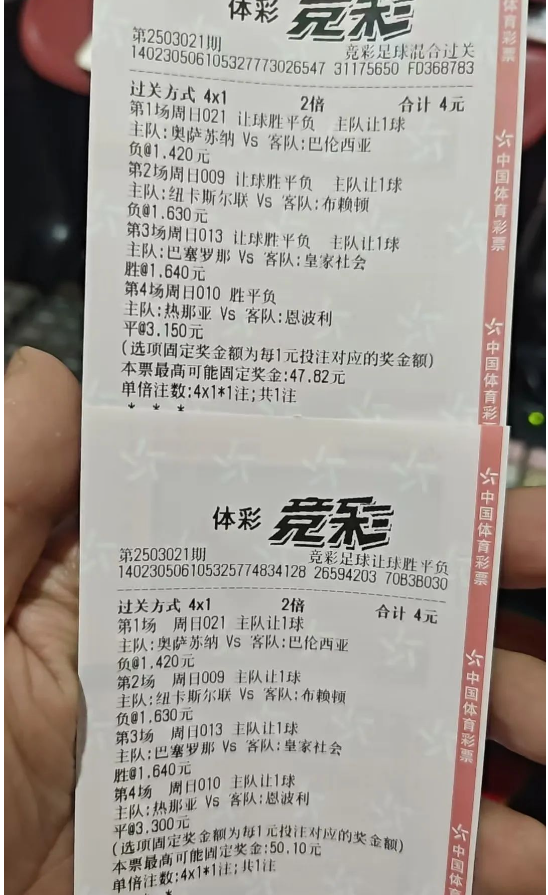 体彩 竞彩
第2503021期 竞彩足球混合过关
140230506105327773026547 31175650 FD368783
过关方式 4x1 2倍 合计 4元
第1场周日021 让球胜平负 主队让1球
主队:奥萨苏纳 Vs 客队:巴伦西亚
负@1.420元
第2场周日009 让球胜平负 主队让1球
主队:纽卡斯尔联 Vs 客队:布赖顿
负@1.630元
第3场周日013 让球胜平负 主队让1球
主队:巴塞罗那 Vs 客队:皇家社会
胜@1.640元
第4场周日010 胜平负
主队:热那亚 Vs 客队:恩波利
平@3.150元
(选项固定奖金额为每1元投注对应的奖金额)
本票最高可能固定奖金:47.82元
单倍注数:4x1*1注;共1注
* * *
体育彩票
中国体育彩票
中国体育彩
体彩 竞彩
第2503021期 竞彩足球让球胜平负
140230506105325774834128 26594203 70B3B030
过关方式 4x1 2倍 合计 4元
第1场 周日021 主队让1球
主队:奥萨苏纳 Vs 客队:巴伦西亚
负@1.420元
第2场 周日009 主队让1球
主队:纽卡斯尔联 Vs 客队:布赖顿
负@1.630元
第3场 周日013 主队让1球
主队:巴塞罗那 Vs 客队:皇家社会
胜@1.640元
第4场 周日010 主队让1球
主队:热那亚 Vs 客队:恩波利
平@3.300元
(选项固定奖金额为每1元投注对应的奖金额)
本票最高可能固定奖金:50.10元
单倍注数:4x1*1注;共1注
中国体育彩票
中国体育彩票
中国体育彩